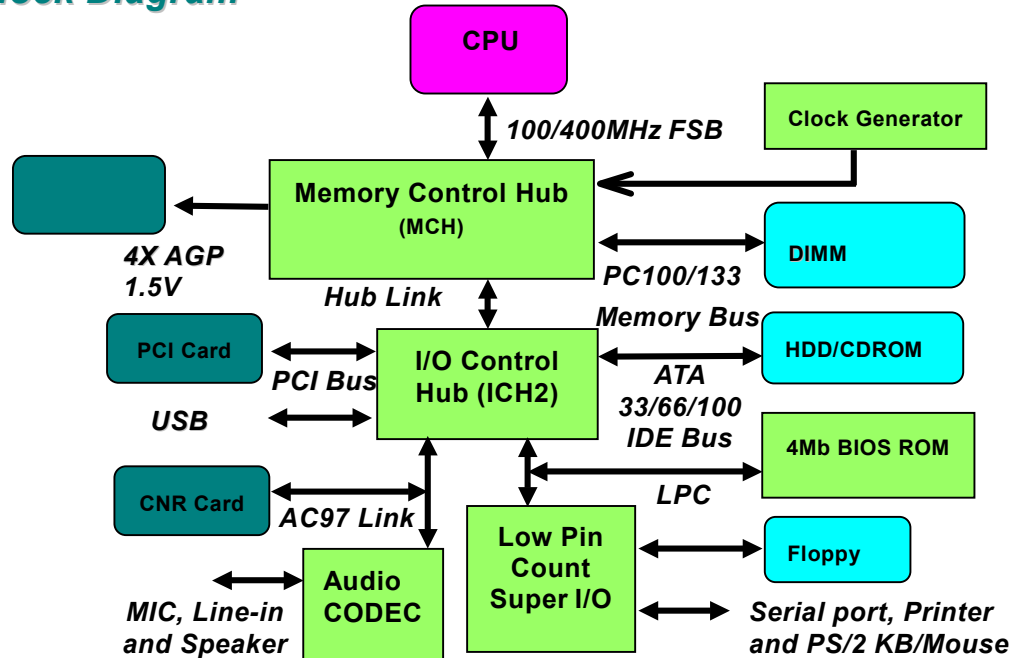 Diagram
CPU
100/400MHz FSB
Clock Generator
Memory Control Hub
(MCH)
4X AGP
1.5V
DIMM
PC100/133
Memory Bus
Hub Link
PCI Card
PCI Bus
I/O Control
Hub (ICH2)
HDD/CDROM
ATA
33/66/100
IDE Bus
USB
4Mb BIOS ROM
LPC
CNR Card
AC97 Link
Low Pin
Count
Super I/O
Floppy
Audio
CODEC
MIC, Line-in
and Speaker
Serial port, Printer
and PS/2 KB/Mouse